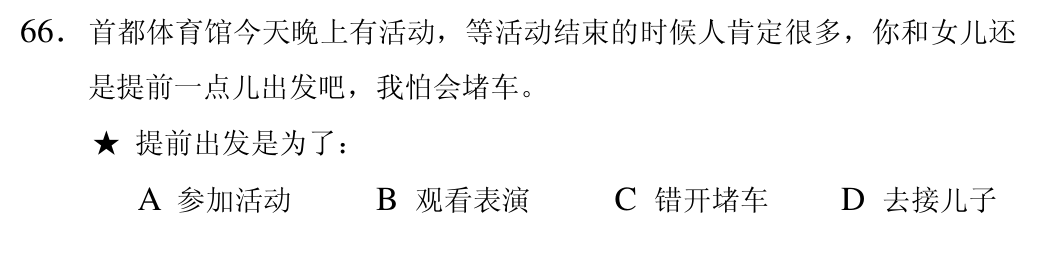 66. 首都体育馆今天晚上有活动，等活动结束的时候人肯定很多，你和女儿还
是提前一点儿出发吧，我怕会堵车。
★ 提前出发是为了：
A 参加活动 B 观看表演 C 错开堵车 D 去接儿子